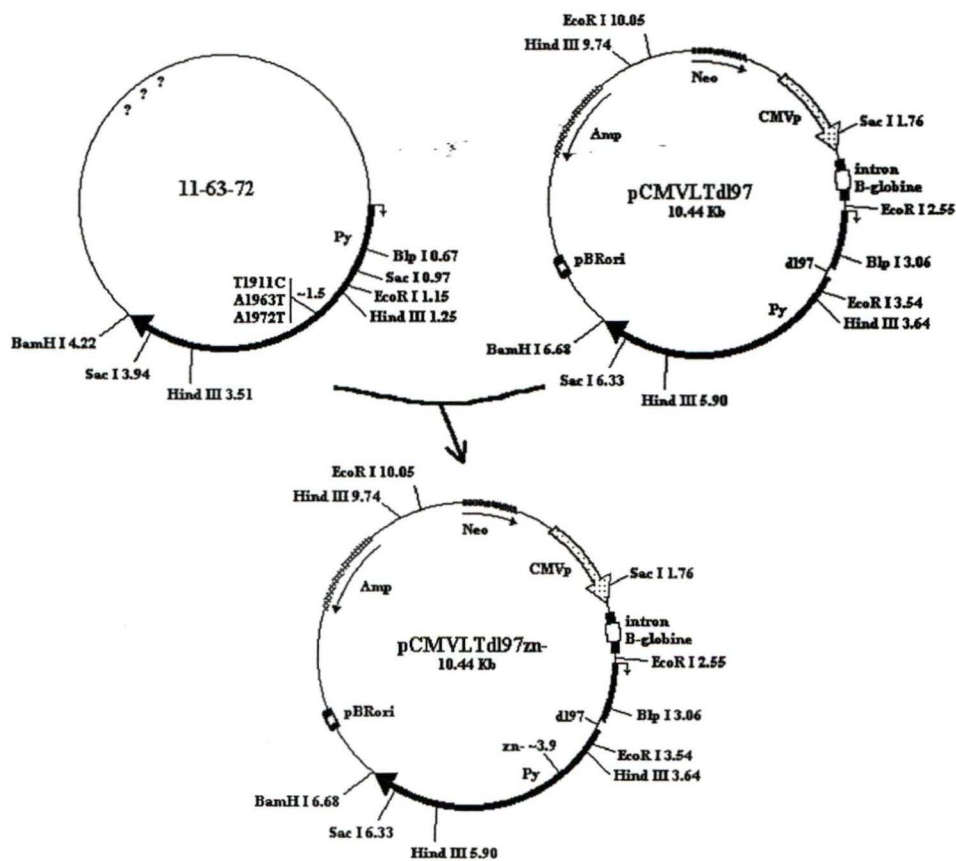 ? ? ?
11-63-72
Py
Blp I 0.67
Sac I 0.97
EcoR I 1.15
Hind III 1.25
T1911C
A1963T
A1972T
~1.5
BamH I 4.22
Sac I 3.94
Hind III 3.51
EcoR I 10.05
Hind III 9.74
Neo
CMVp
Sac I 1.76
Amp
intron
B-globine
pCMVLTdl97
10.44 Kb
EcoR I 2.55
Blp I 3.06
dl97
pBRori
EcoR I 3.54
Py
Hind III 3.64
BamH I 6.68
Sac I 6.33
Hind III 5.90
EcoR I 10.05
Hind III 9.74
Neo
CMVp
Sac I 1.76
Amp
intron
B-globine
pCMVLTdl97zn-
10.44 Kb
EcoR I 2.55
Blp I 3.06
dl97
pBRori
zn- ~3.9
EcoR I 3.54
Py
Hind III 3.64
BamH I 6.68
Sac I 6.33
Hind III 5.90